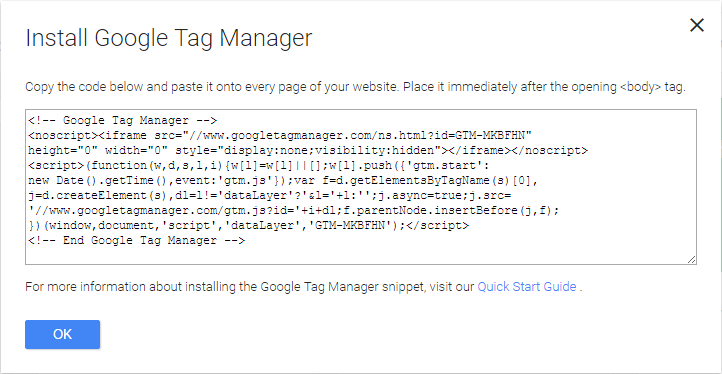 Install Google Tag Manager
Copy the code below and paste it onto every page of your website. Place it immediately after the opening <body> tag.
<!-- Google Tag Manager -->
<noscript><iframe src="//www.googletagmanager.com/ns.html?id=GTM-MKBFHN"
height="0" width="0" style="display:none;visibility:hidden"></iframe></noscript>
<script>(function(w,d,s,l,i){w[l]=w[l]||[];w[l].push({'gtm.start':
new Date().getTime(),event:'gtm.js'});var f=d.getElementsByTagName(s)[0],
j=d.createElement(s),dl=l!='dataLayer'?'&l='+l:'';j.async=true;j.src=
'//www.googletagmanager.com/gtm.js?id='+i+dl;f.parentNode.insertBefore(j,f);
})(window,document,'script','dataLayer','GTM-MKBFHN');</script>
<!-- End Google Tag Manager -->
For more information about installing the Google Tag Manager snippet, visit our Quick Start Guide .
OK